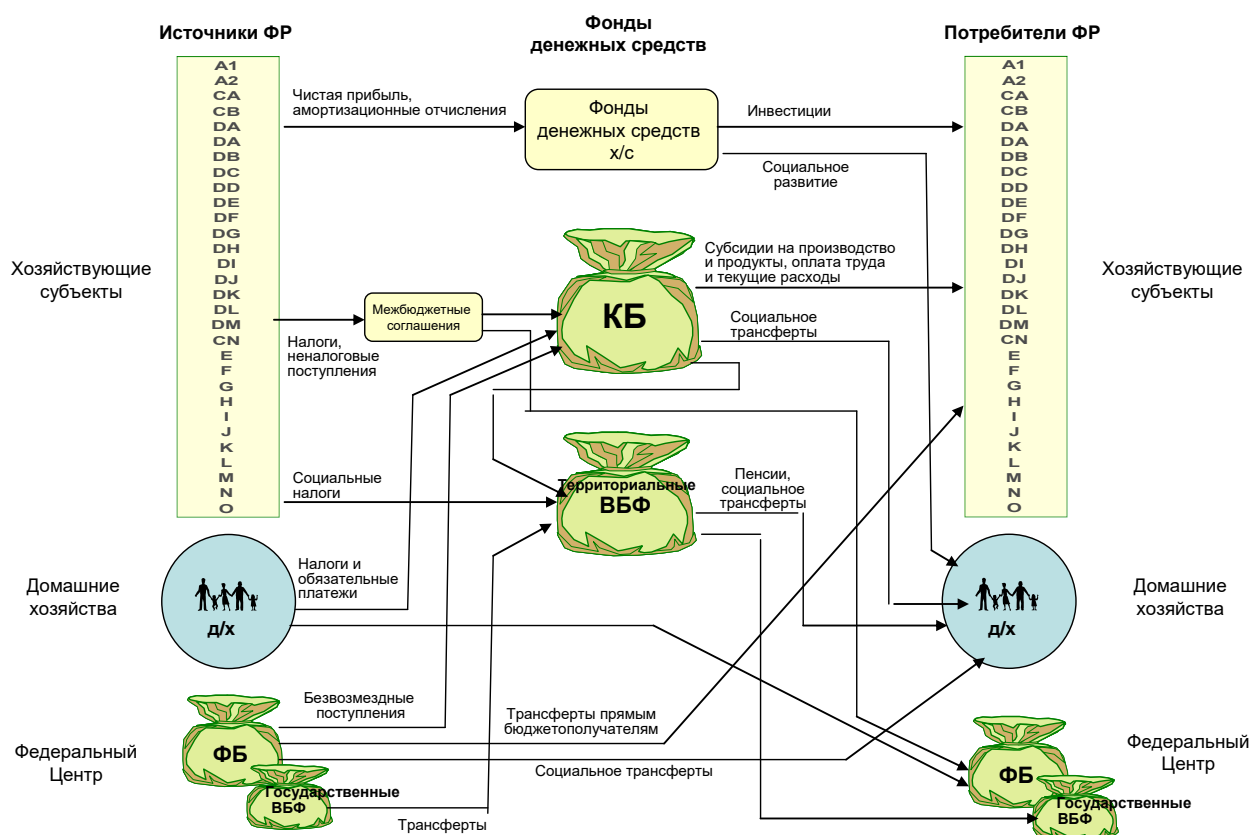 Источники ФР
Фонды
денежных средств
Потребители ФР
A1
A2
CA
CB
DA
DA
DB
DC
DD
DE
DF
DG
DH
DI
DJ
DK
DL
DM
CN
E
F
G
H
I
J
K
L
M
N
O
Чистая прибыль,
амортизационные отчисления
Фонды
денежных средств
х/с
Инвестиции
Социальное
развитие
A1
A2
CA
CB
DA
DA
DB
DC
DD
DE
DF
DG
DH
DI
DJ
DK
DL
DM
CN
E
F
G
H
I
J
K
L
M
N
O
Хозяйствующие
субъекты
Межбюджетные
соглашения
Налоги,
неналоговые
поступления
КБ
Субсидии на производство
и продукты, оплата труда
и текущие расходы
Социальное
трансферты
Хозяйствующие
субъекты
Социальные
налоги
Территориальные
ВБФ
Пенсии,
социальное
трансферты
Домашние
хозяйства
д/х
Налоги и
обязательные
платежи
д/х
Домашние
хозяйства
Федеральный
Центр
ФБ
Государственные
ВБФ
Безвозмездные
поступления
Трансферты прямым
бюджетополучателям
Социальное трансферты
Трансферты
ФБ
Государственные
ВБФ
Федеральный
Центр